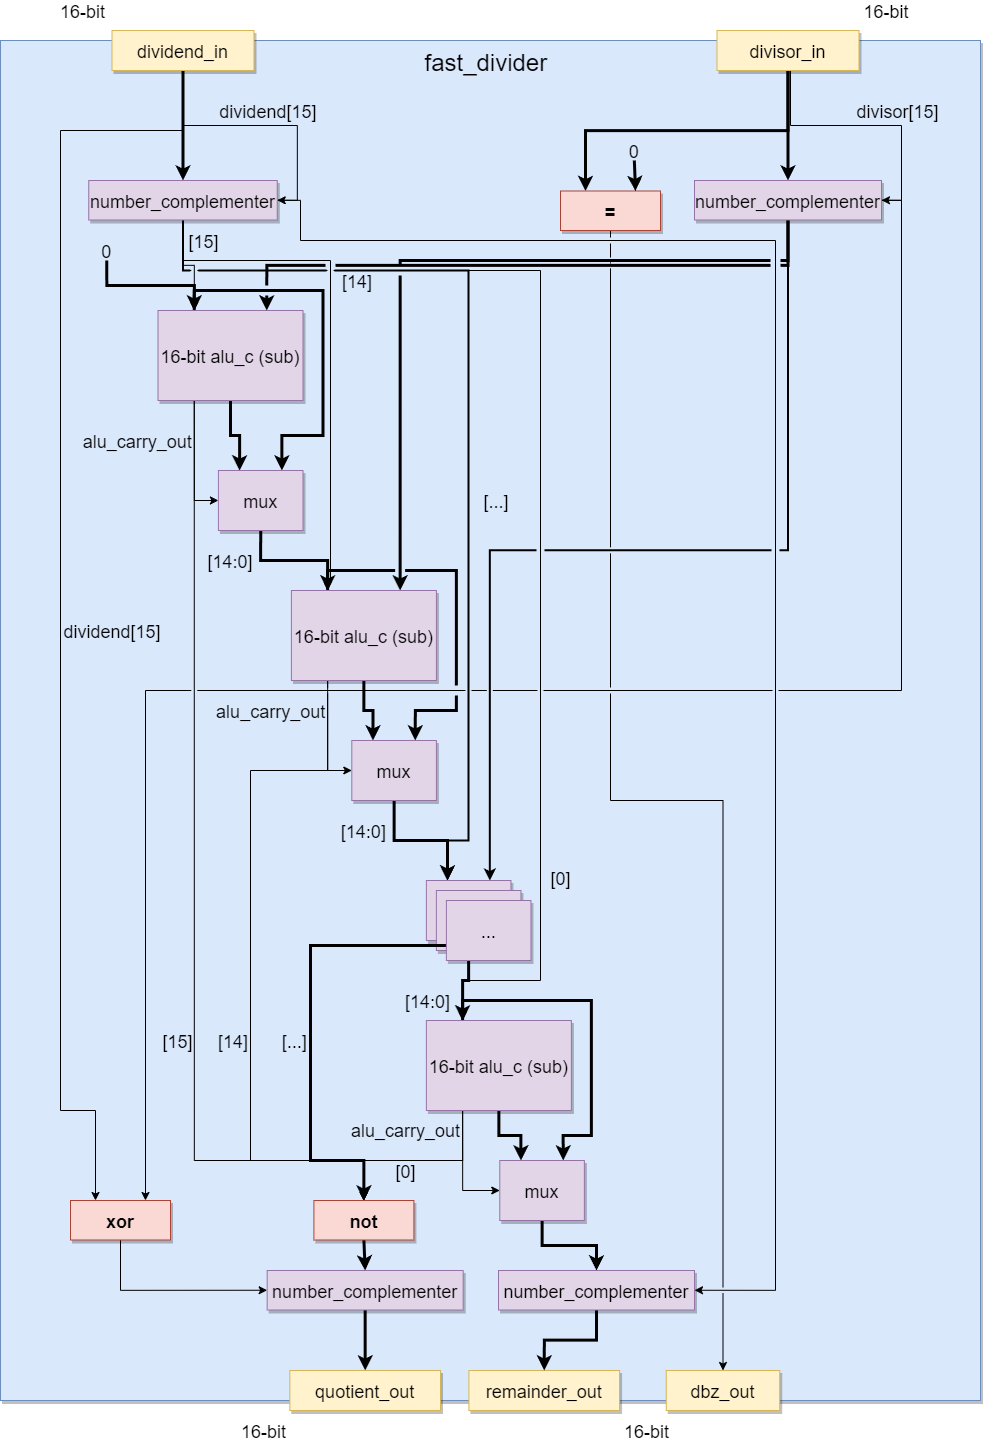 16-bit
16-bit
dividend_in
divisor_in
fast_divider
dividend[15]
divisor[15]
0
number_complementer
=
number_complementer
[15]
0
[14]
16-bit alu_c (sub)
alu_carry_out
mux
[...]
[14:0]
dividend[15]
16-bit alu_c (sub)
alu_carry_out
mux
[14:0]
[0]
...
[14:0]
[15]
[14]
[...]
16-bit alu_c (sub)
alu_carry_out
[0]
mux
xor
not
number_complementer
number_complementer
quotient_out
remainder_out
dbz_out
16-bit
16-bit